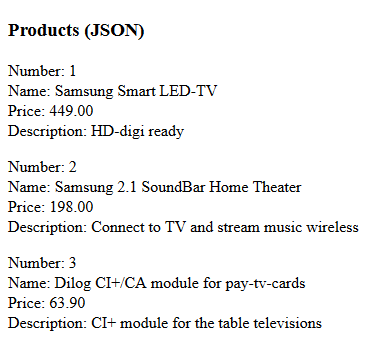 Products (JSON)
Number: 1
Name: Samsung Smart LED-TV
Price: 449.00
Description: HD-digi ready
Number: 2
Name: Samsung 2.1 SoundBar Home Theater
Price: 198.00
Description: Connect to TV and stream music wireless
Number: 3
Name: Dilog CI+/CA module for pay-tv-cards
Price: 63.90
Description: CI+ module for the table televisions